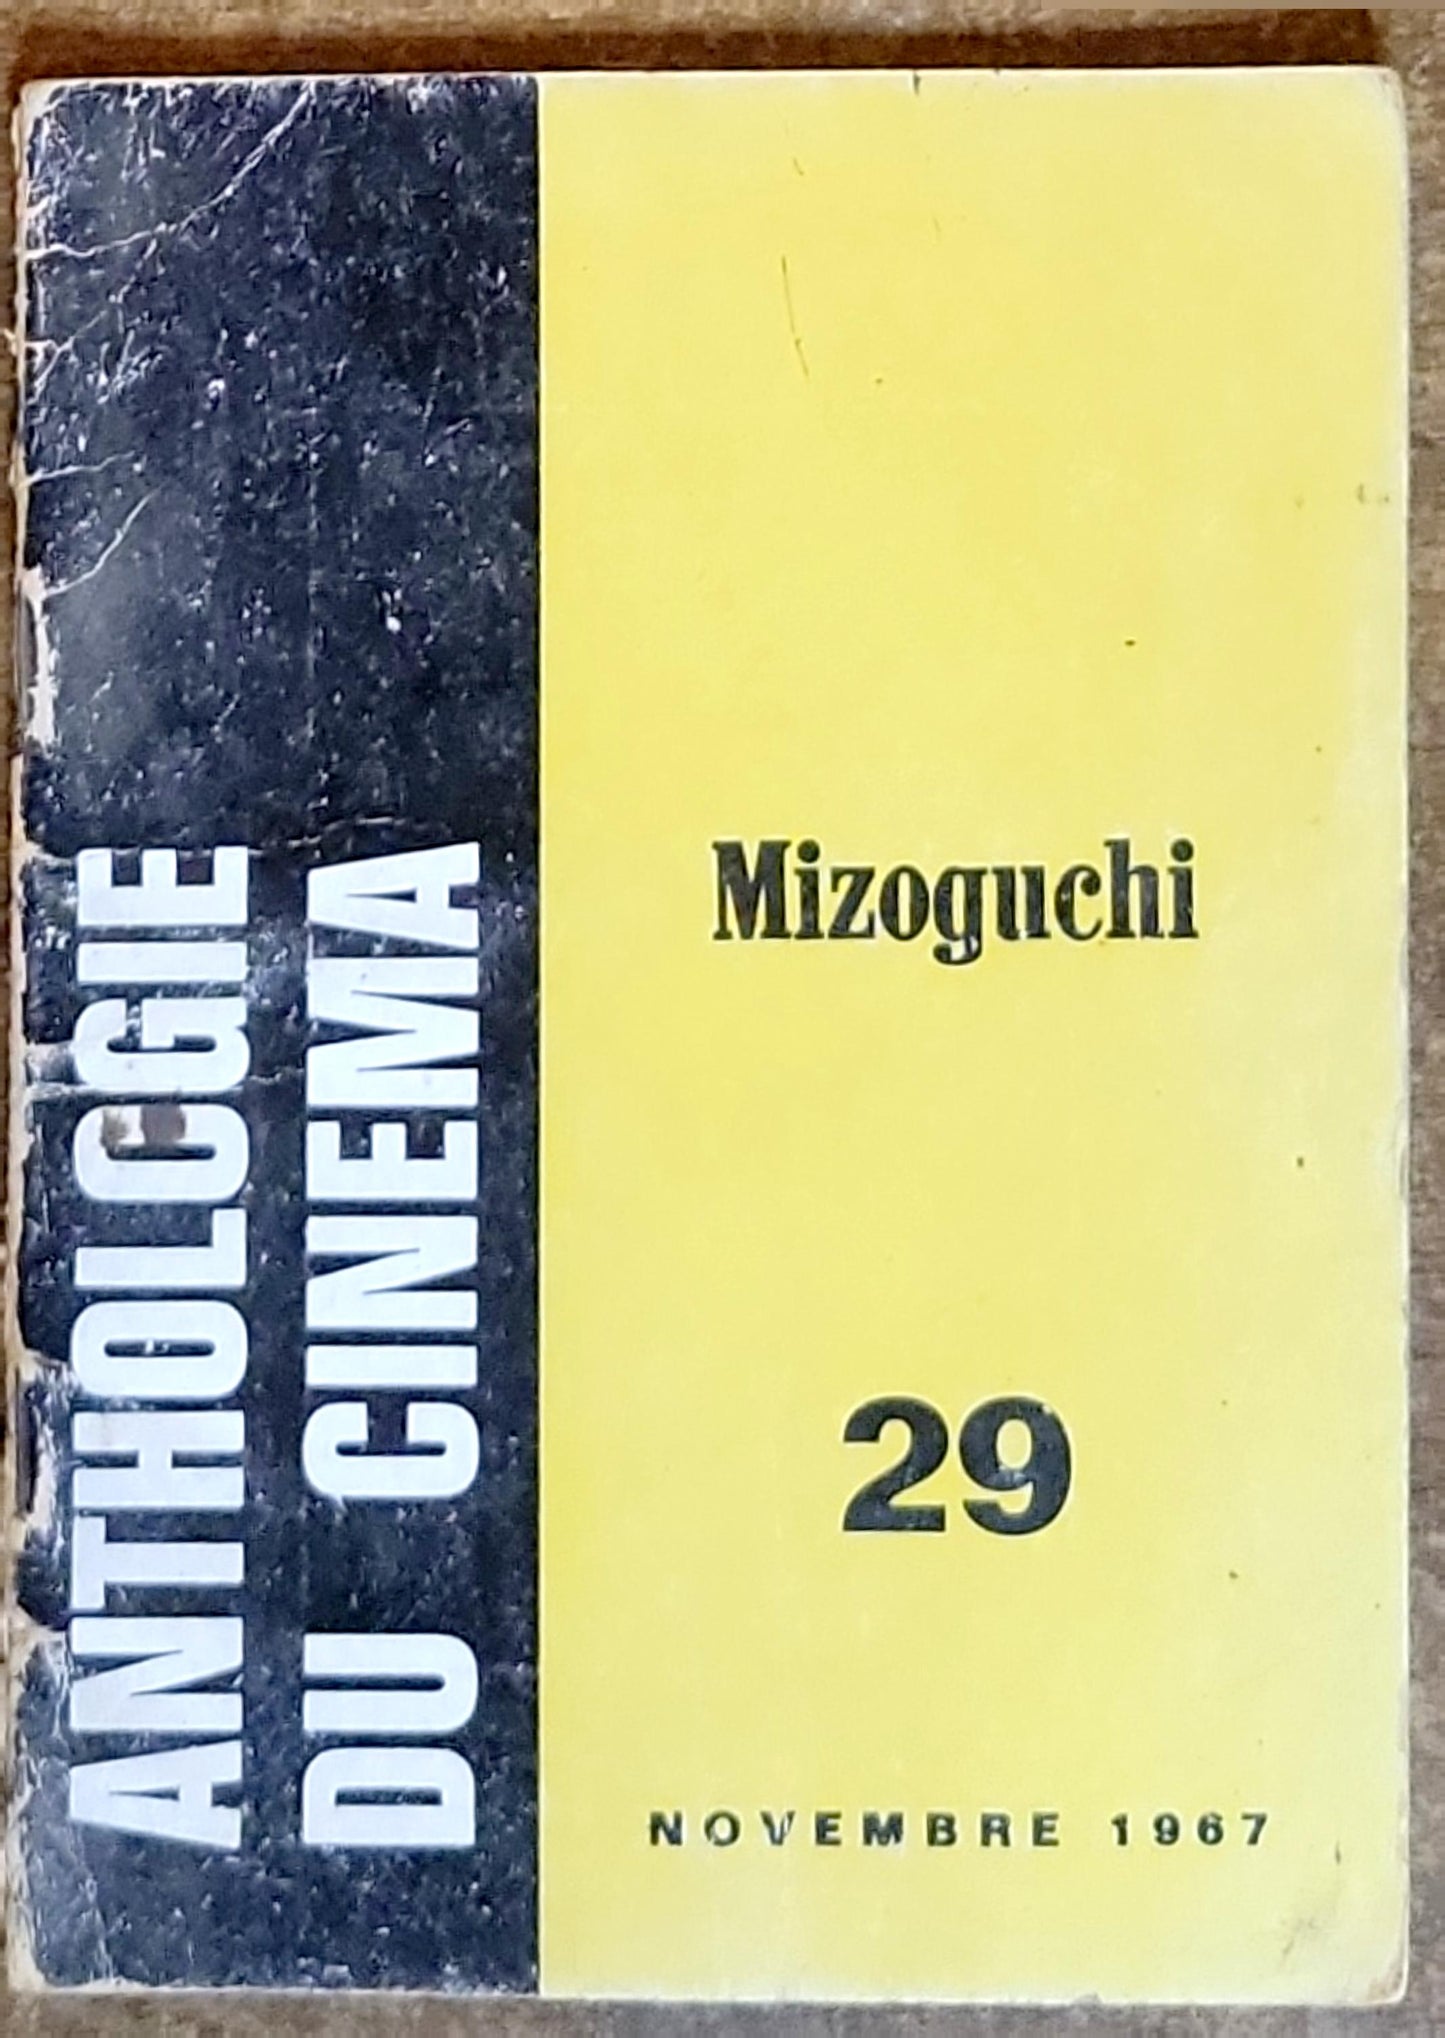 ANTHOLOGIE
DU CINEMA
Mizoguchi
29
NOVEMBRE 1967